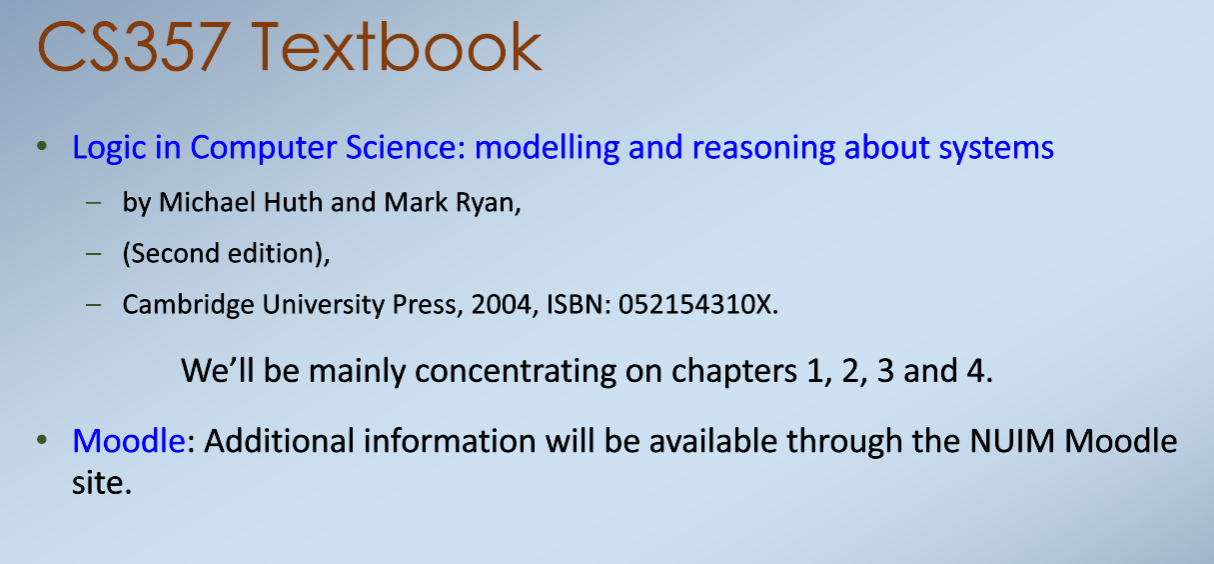 CS357 Textbook
• Logic in Computer Science: modelling and reasoning about systems
– by Michael Huth and Mark Ryan,
– (Second edition),
– Cambridge University Press, 2004, ISBN: 052154310X.
We’ll be mainly concentrating on chapters 1, 2, 3 and 4.
• Moodle: Additional information will be available through the NUIM Moodle
site.